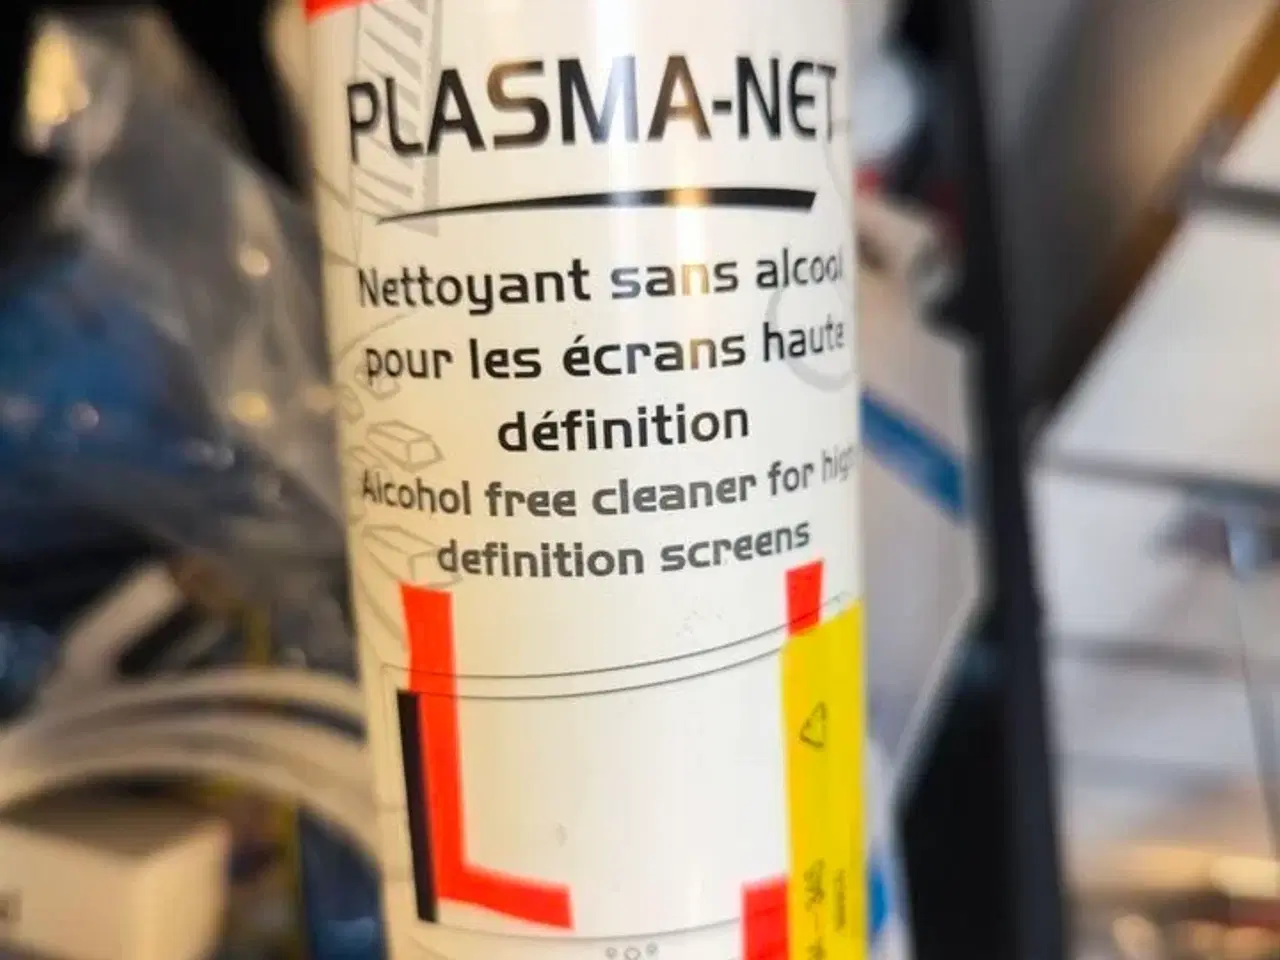 PLASMA-NET
Nettoyant sans alcool
pour les écrans haute
définition
Alcohol free cleaner for high
definition screens